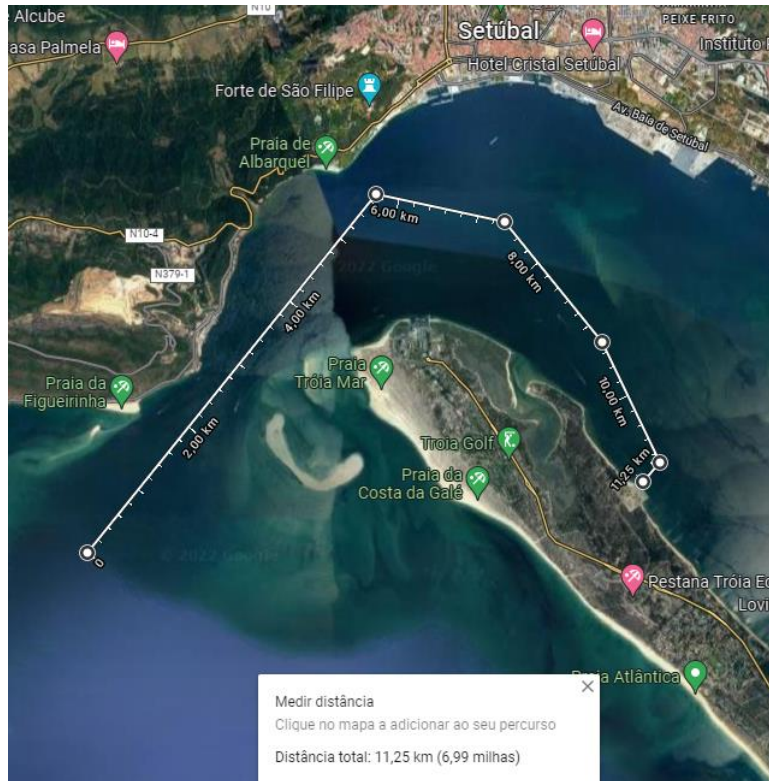 N10
e Alcube
asa Palmela
Setúbal
PEIXE FRITO
Instituto P
Hotel Cristal Setúbal
Forte de São Filipe
Av. Baía de Setúbal
Praia de
Albarquel
6,00 km
N10-4
8,00 km
2022 Google
N379-1
4,00 km
Praia
Tróia Mar
Praia da
Figueirinha
10,00 km
2,00 km
Troia Golf
11,25 km
Praia da
Costa da Galé
0
© 2022 Google
Pestana Tróia Ec
Lovi
Praia Atlântica
Medir distância
Clique no mapa a adicionar ao seu percurso
Distância total: 11,25 km (6,99 milhas)